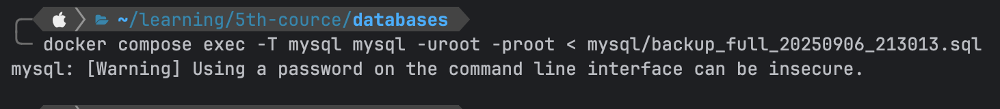 ~/learning/5th-cource/databases
docker compose exec -T mysql mysql -uroot -proot < mysql/backup_full_20250906_213013.sql
mysql: [Warning] Using a password on the command line interface can be insecure.